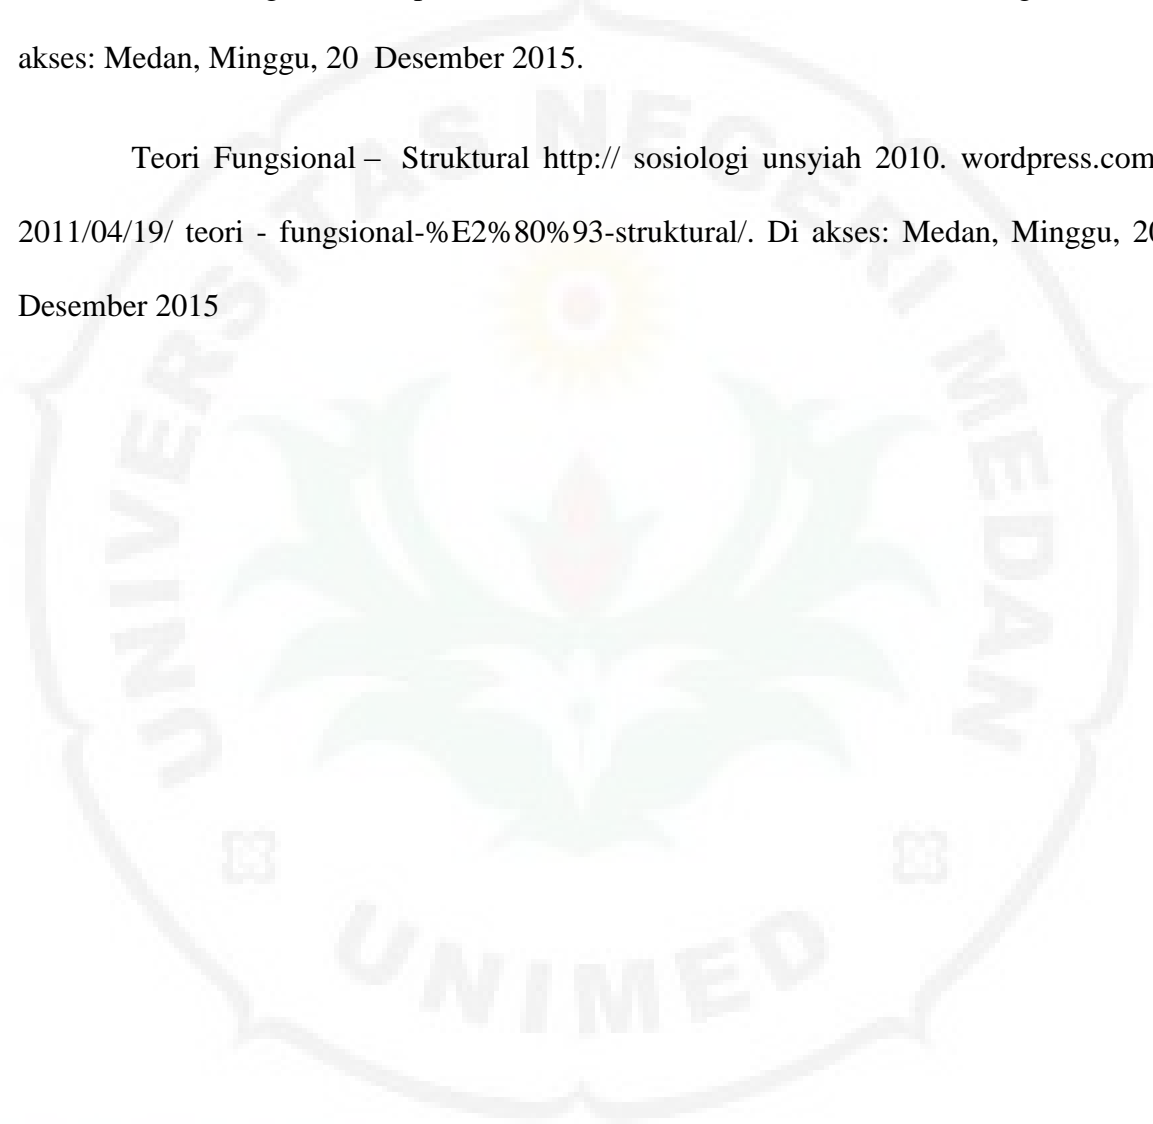 akses: Medan, Minggu, 20 Desember 2015.
Teori Fungsional – Struktural http:// sosiologi unsyiah 2010. wordpress.com
2011/04/19/ teori - fungsional-%E2%80%93-struktural/. Di akses: Medan, Minggu, 20
Desember 2015
UNIVERSITAS NEGERI MEDAN
UNIMED